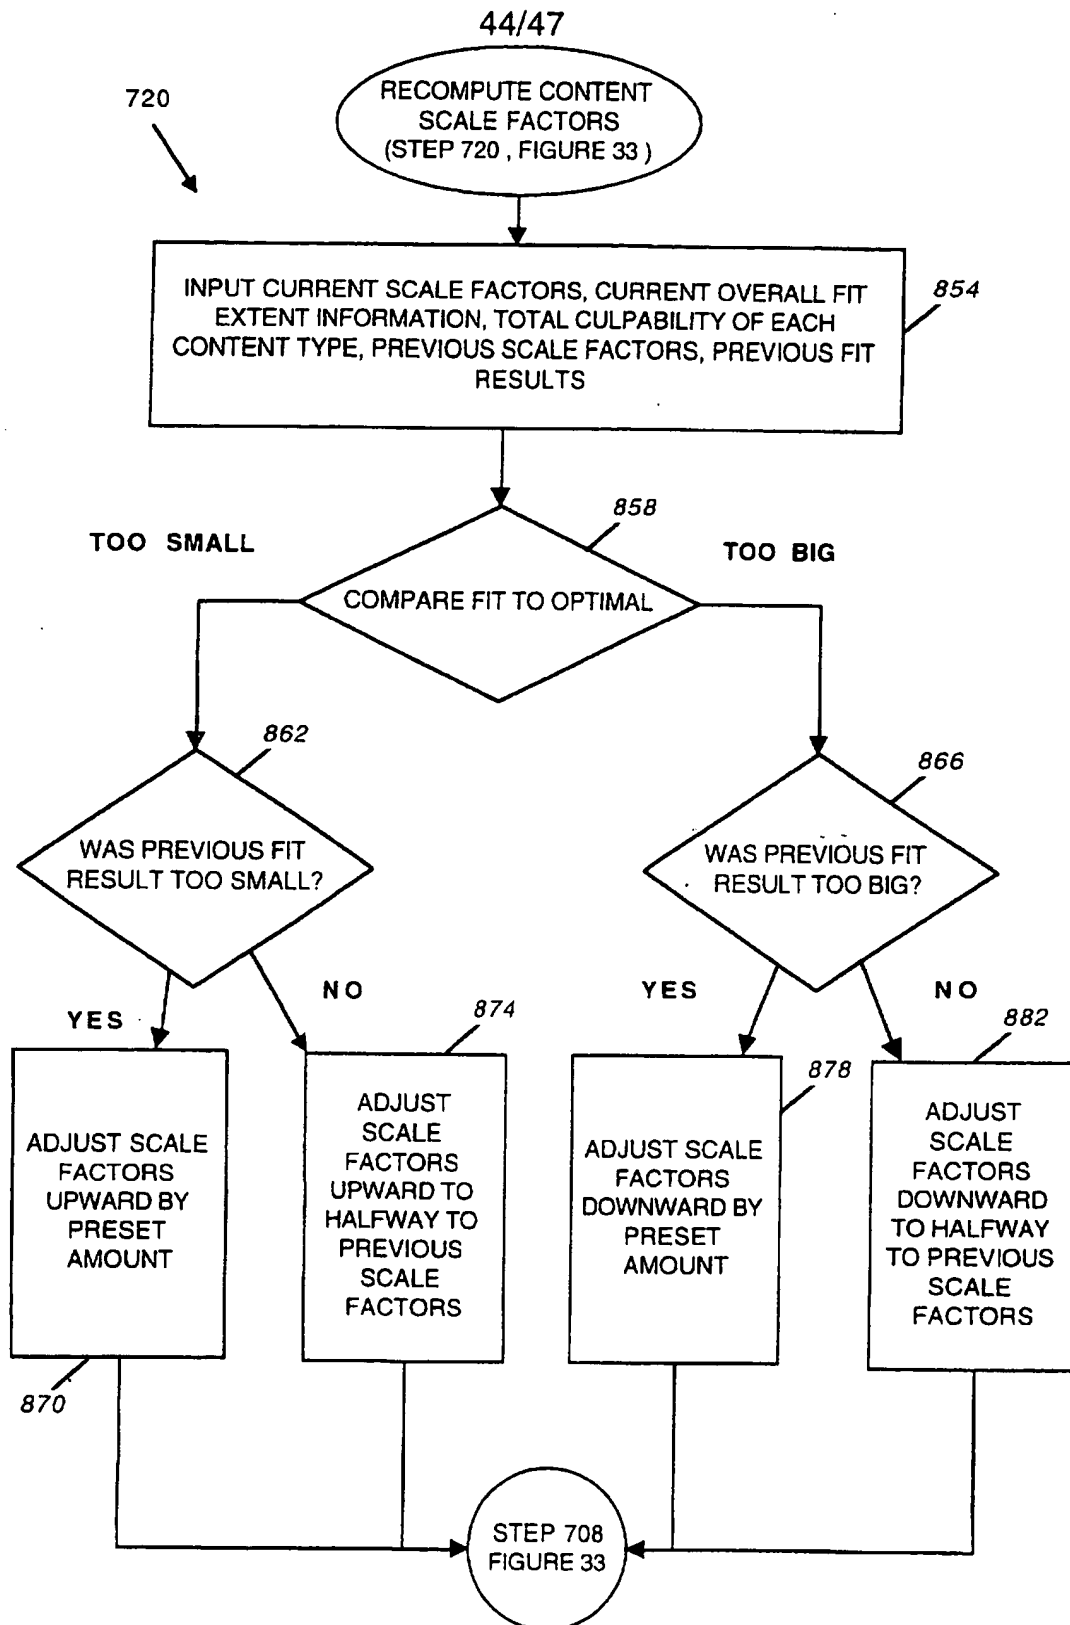 44/47
RECOMPUTE CONTENT
SCALE FACTORS
(STEP 720 , FIGURE 33 )
720
INPUT CURRENT SCALE FACTORS, CURRENT OVERALL FIT
EXTENT INFORMATION, TOTAL CULPABILITY OF EACH
CONTENT TYPE, PREVIOUS SCALE FACTORS, PREVIOUS FIT
RESULTS
854
858
TOO SMALL
TOO BIG
COMPARE FIT TO OPTIMAL
862
866
WAS PREVIOUS FIT
RESULT TOO SMALL?
WAS PREVIOUS FIT
RESULT TOO BIG?
YES
NO
YES
NO
874
878
882
ADJUST SCALE
FACTORS
UPWARD BY
PRESET
AMOUNT
ADJUST
SCALE
FACTORS
UPWARD TO
HALFWAY TO
PREVIOUS
SCALE
FACTORS
ADJUST SCALE
FACTORS
DOWNWARD BY
PRESET
AMOUNT
ADJUST
SCALE
FACTORS
DOWNWARD
TO HALFWAY
TO PREVIOUS
SCALE
FACTORS
870
STEP 708
FIGURE 33